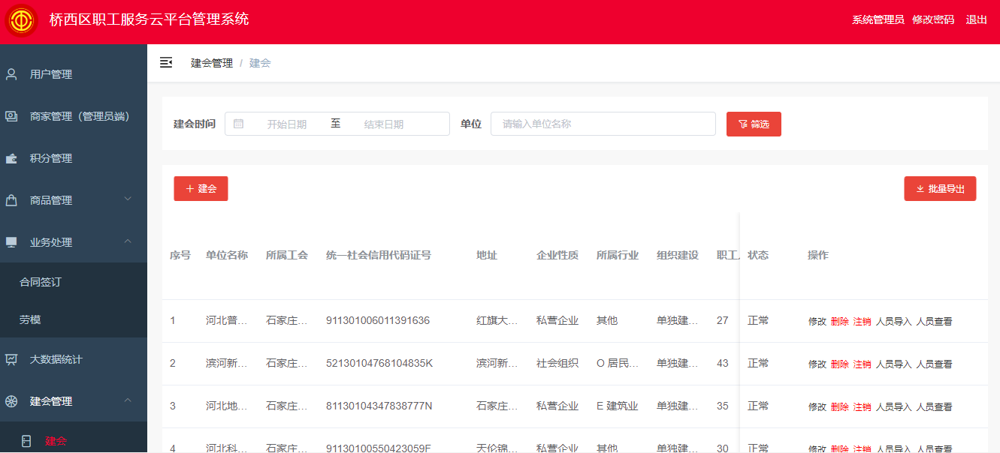 桥西区职工服务云平台管理系统
系统管理员 修改密码 退出
用户管理
商家管理（管理员端）
积分管理
商品管理
业务处理
合同签订
劳模
大数据统计
建会管理
建会
建会管理 / 建会
建会时间 开始日期 至 结束日期 单位 请输入单位名称 筛选
建会 批量导出
序号 单位名称 所属工会 统一社会信用代码证号 地址 企业性质 所属行业 组织建设 职工 状态 操作
1 河北普... 石家庄... 911301006011391636 红旗大... 私营企业 其他 单独建... 27 正常 修改 删除 注销 人员导入 人员查看
2 滨河新... 石家庄... 52130104768104835K 滨河新... 社会组织 O 居民... 单独建... 43 正常 修改 删除 注销 人员导入 人员查看
3 河北地... 石家庄... 81130104347838777N 石家庄... 私营企业 E 建筑业 单独建... 35 正常 修改 删除 注销 人员导入 人员查看
4 河北科... 石家庄... 91130100550423059F 天伦锦... 私营企业 其他 单独建... 30 正常 修改 删除 注销 人员导入 人员查看